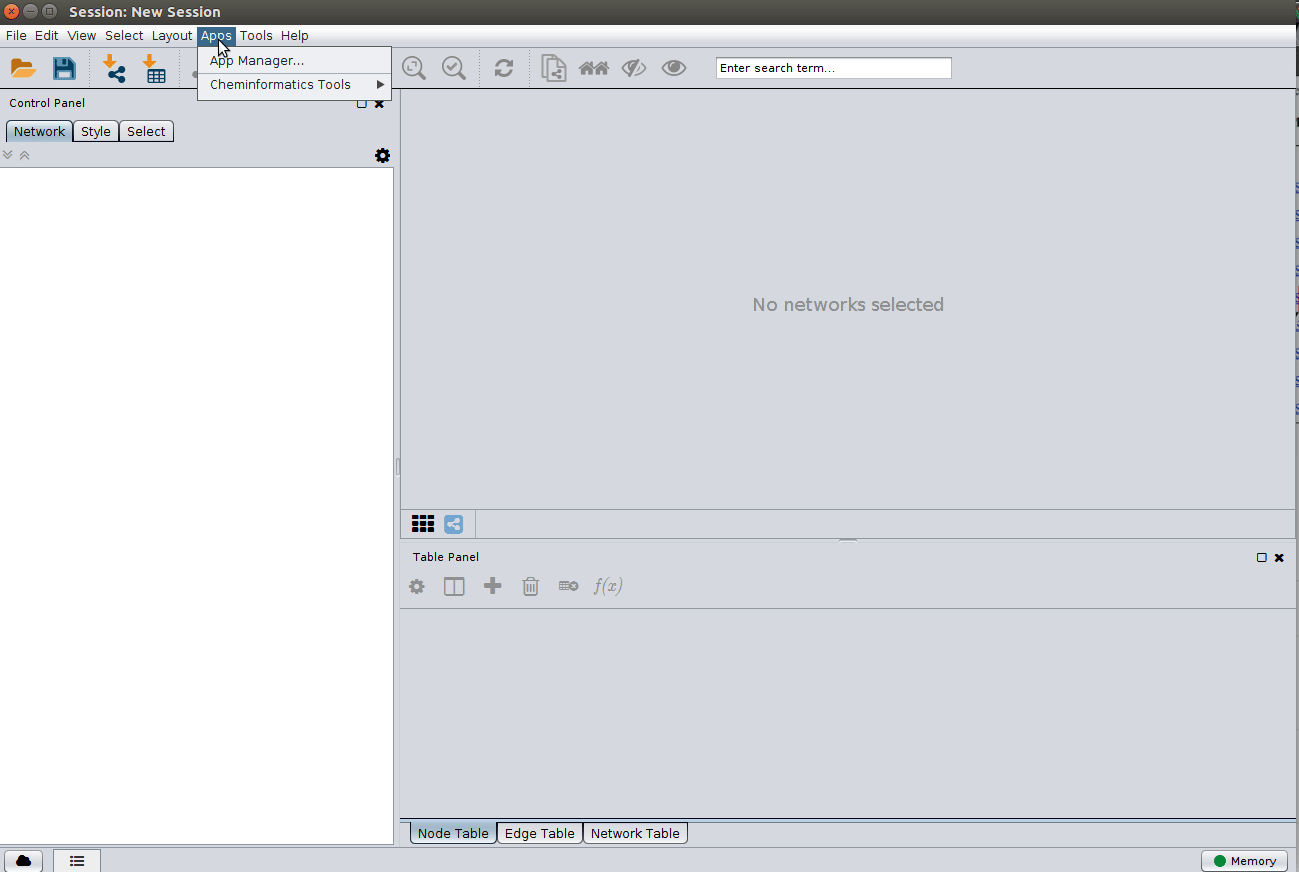 Session: New Session
File Edit View Select Layout Apps Tools Help
App Manager...
Cheminformatics Tools
Enter search term...
Control Panel
Network Style Select
No networks selected
Table Panel
f(x)
Node Table Edge Table Network Table
Memory